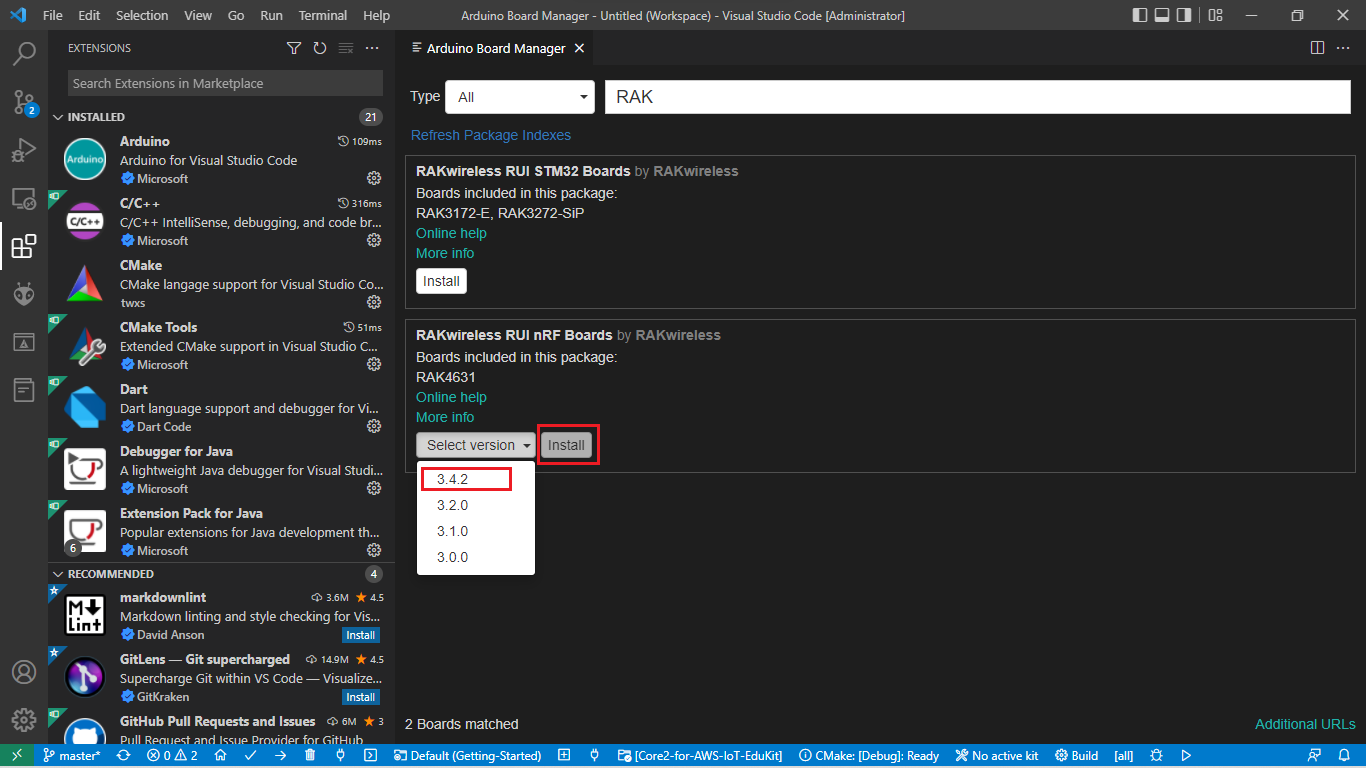 File Edit Selection View Go Run Terminal Help
Arduino Board Manager - Untitled (Workspace) - Visual Studio Code [Administrator]
EXTENSIONS
Search Extensions in Marketplace
INSTALLED 21
Arduino 109ms
Arduino
Arduino for Visual Studio Code
Microsoft
C/C++ 316ms
C/C++
C/C++ IntelliSense, debugging, and code br...
Microsoft
CMake
CMake langage support for Visual Studio Co...
twxs
CMake Tools 51ms
Extended CMake support in Visual Studio C...
Microsoft
Dart
Dart language support and debugger for Vi...
Dart Code
Debugger for Java
A lightweight Java debugger for Visual Studi...
Microsoft
Extension Pack for Java
Popular extensions for Java development th...
6
Microsoft
RECOMMENDED 4
markdownlint 3.6M 4.5
M Lint
Markdown linting and style checking for Vis...
David Anson Install
GitLens — Git supercharged 14.9M 4.5
Supercharge Git within VS Code — Visualize...
GitKraken Install
GitHub Pull Requests and Issues 6M 3
Pull Request and Issue Provider for GitHub
2
Arduino Board Manager
Type All RAK
Refresh Package Indexes
RAKwireless RUI STM32 Boards by RAKwireless
Boards included in this package:
RAK3172-E, RAK3272-SiP
Online help
More info
Install
RAKwireless RUI nRF Boards by RAKwireless
Boards included in this package:
RAK4631
Online help
More info
Select version Install
3.4.2
3.2.0
3.1.0
3.0.0
2 Boards matched Additional URLs
master* 0 2 Default (Getting-Started) [Core2-for-AWS-IoT-EduKit] CMake: [Debug]: Ready No active kit Build [all]